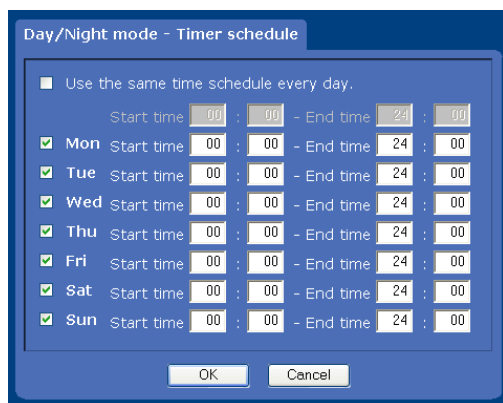 Day/Night mode - Timer schedule
Use the same time schedule every day.
Start time 00 : 00 - End time 24 : 00
Mon Start time 00 : 00 - End time 24 : 00
Tue Start time 00 : 00 - End time 24 : 00
Wed Start time 00 : 00 - End time 24 : 00
Thu Start time 00 : 00 - End time 24 : 00
Fri Start time 00 : 00 - End time 24 : 00
Sat Start time 00 : 00 - End time 24 : 00
Sun Start time 00 : 00 - End time 24 : 00
OK Cancel